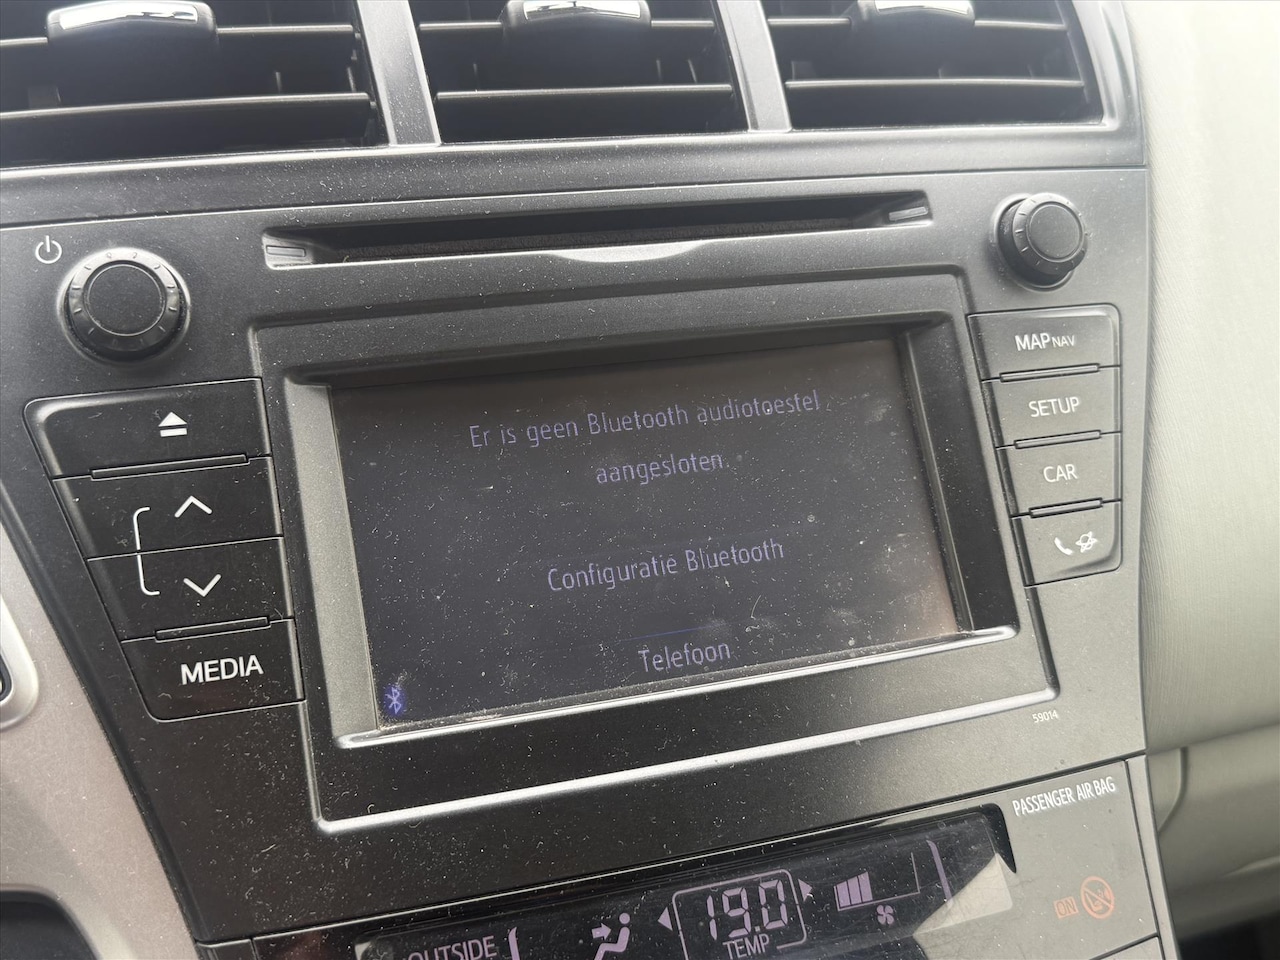 MAP NAV
SETUP
CAR
MEDIA
Er is geen Bluetooth audiotoestel
aangesloten.
Configuratie Bluetooth
Telefoon
59014
PASSENGER AIR BAG
ON
OUTSIDE
19.0
TEMP